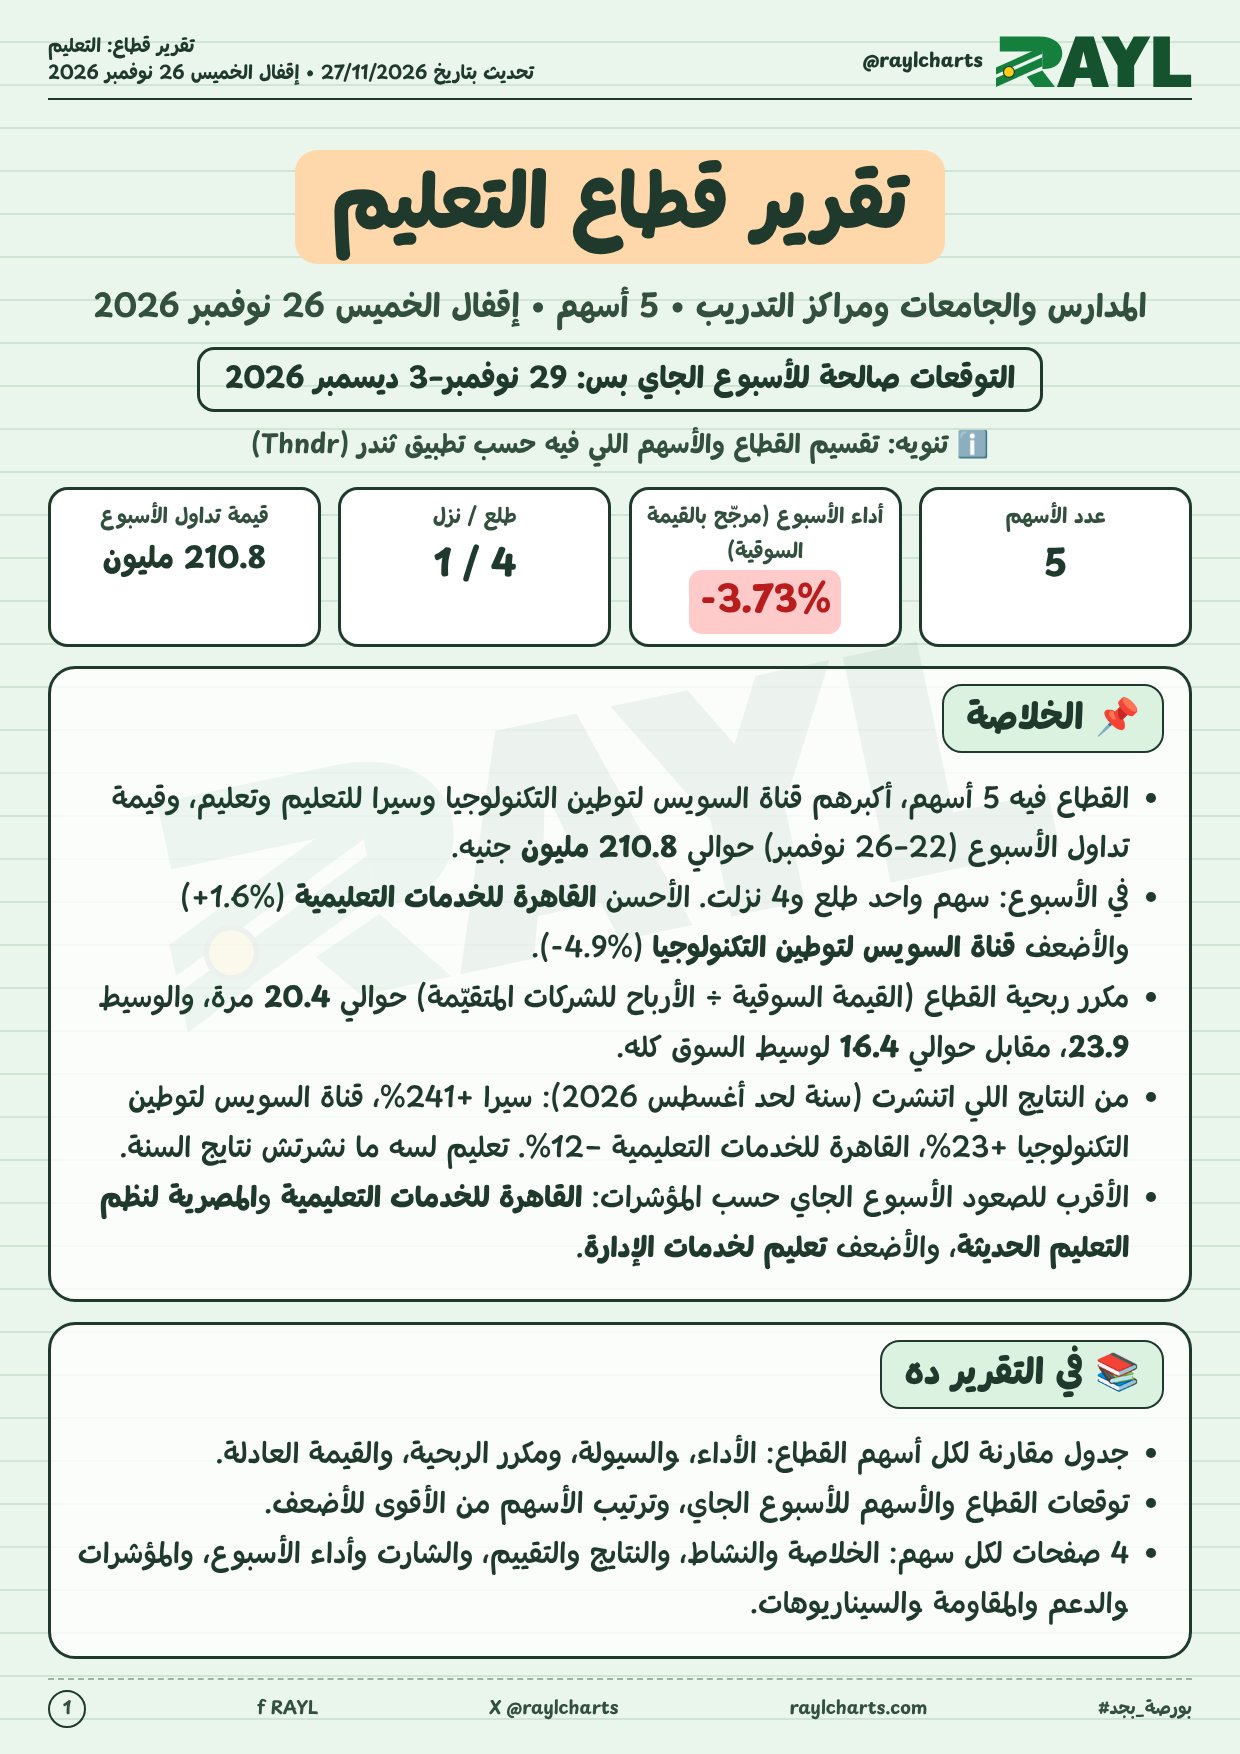 RAYL
@raylcharts
تقرير قطاع: التعليم
تحديث بتاريخ 27/11/2026 • إقفال الخميس 26 نوفمبر 2026
تقرير قطاع التعليم
المدارس والجامعات ومراكز التدريب • 5 أسهم • إقفال الخميس 26 نوفمبر 2026
التوقعات صالحة للأسبوع الجاي بس: 29 نوفمبر–3 ديسمبر 2026
ℹ️ تنويه: تقسيم القطاع والأسهم اللي فيه حسب تطبيق ثندر (Thndr)
عدد الأسهم
5
أداء الأسبوع (مرجّح بالقيمة
السوقية)
-3.73%
طلع / نزل
1 / 4
قيمة تداول الأسبوع
210.8 مليون
📌 الخلاصة
• القطاع فيه 5 أسهم، أكبرهم قناة السويس لتوطين التكنولوجيا وسيرا للتعليم وتعليم، وقيمة
تداول الأسبوع (22–26 نوفمبر) حوالي 210.8 مليون جنيه.
• في الأسبوع: سهم واحد طلع و4 نزلت. الأحسن القاهرة للخدمات التعليمية (+1.6%)
والأضعف قناة السويس لتوطين التكنولوجيا (-4.9%).
• مكرر ربحية القطاع (القيمة السوقية ÷ الأرباح للشركات المتقيّمة) حوالي 20.4 مرة، والوسيط
23.9، مقابل حوالي 16.4 لوسيط السوق كله.
• من النتايج اللي اتنشرت (سنة لحد أغسطس 2026): سيرا +241%، قناة السويس لتوطين
التكنولوجيا +23%، القاهرة للخدمات التعليمية –12%. تعليم لسه ما نشرتش نتايج السنة.
• الأقرب للصعود الأسبوع الجاي حسب المؤشرات: القاهرة للخدمات التعليمية والمصرية لنظم
التعليم الحديثة، والأضعف تعليم لخدمات الإدارة.
📚 في التقرير دة
• جدول مقارنة لكل أسهم القطاع: الأداء، والسيولة، ومكرر الربحية، والقيمة العادلة.
• توقعات القطاع والأسهم للأسبوع الجاي، وترتيب الأسهم من الأقوى للأضعف.
• 4 صفحات لكل سهم: الخلاصة والنشاط، والنتايج والتقييم، والشارت وأداء الأسبوع، والمؤشرات
والدعم والمقاومة والسيناريوهات.
#بورصة_بجد
raylcharts.com
X @raylcharts
f RAYL
1